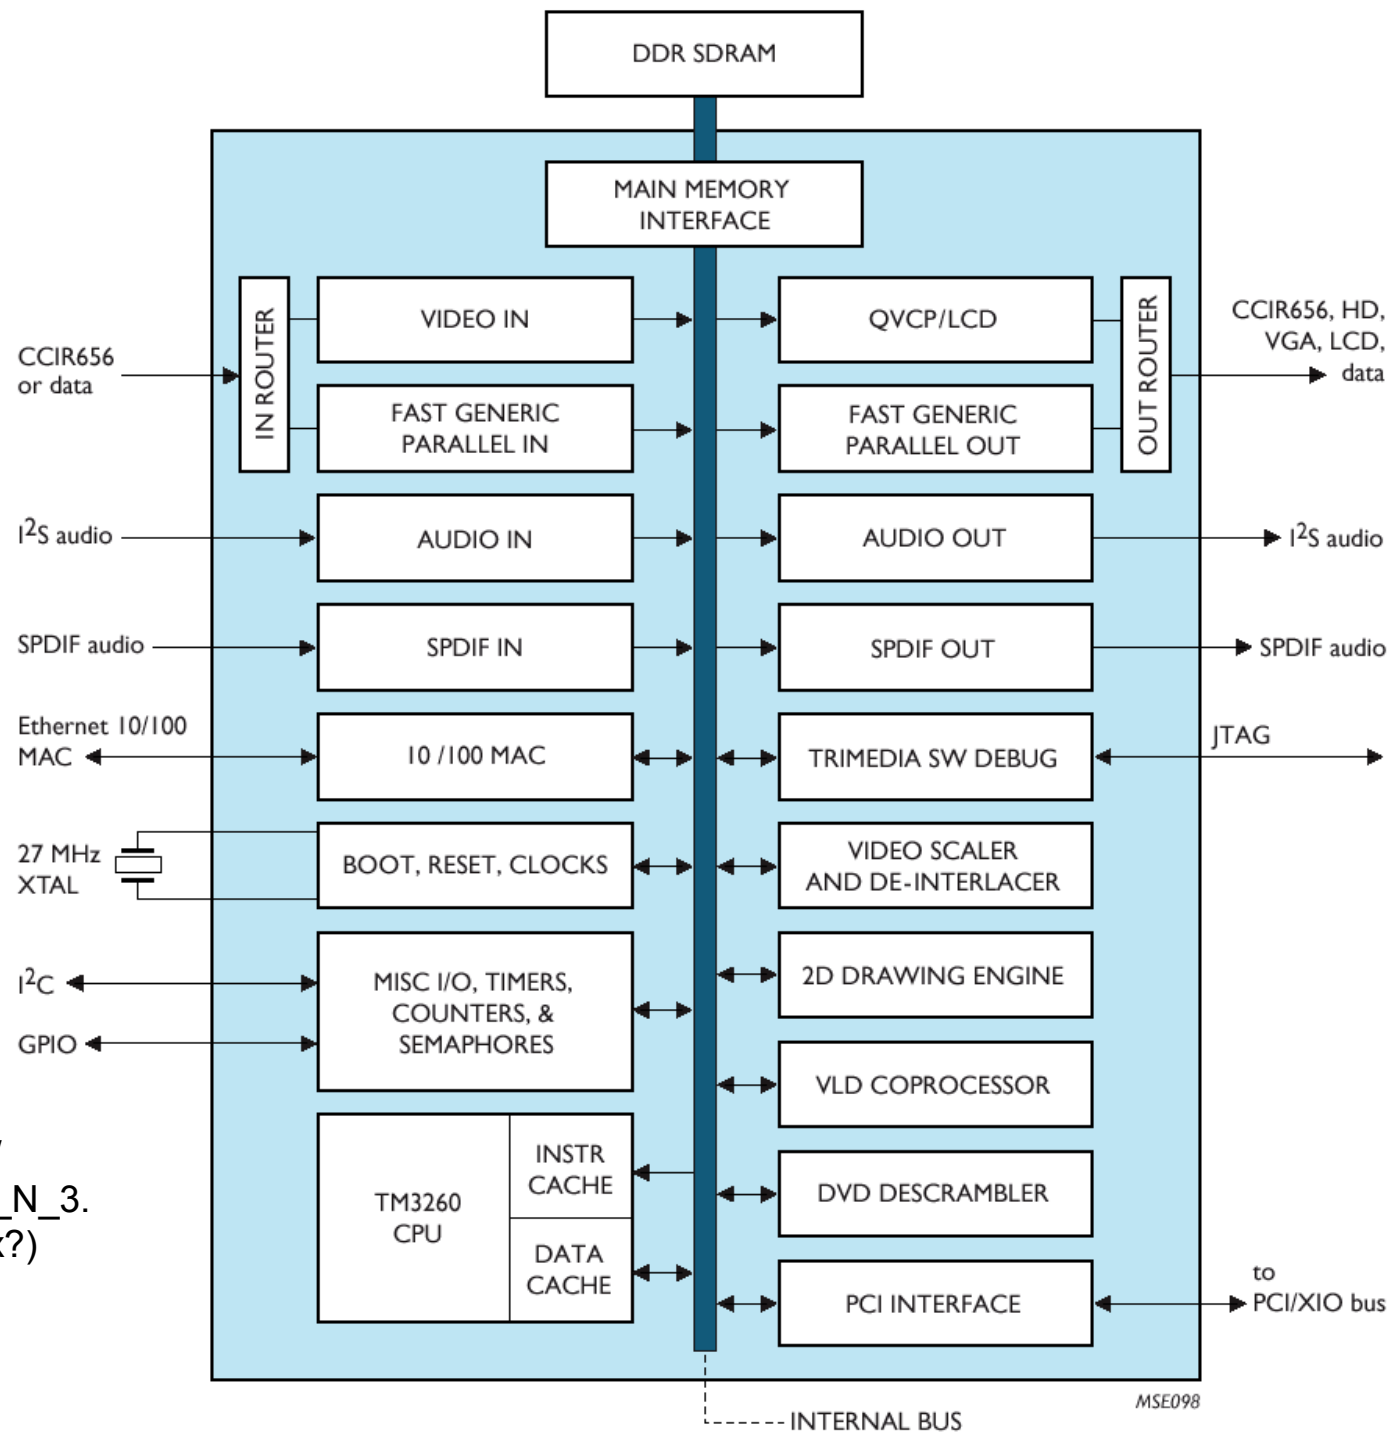 DDR SDRAM
MAIN MEMORY
INTERFACE
IN ROUTER
VIDEO IN
QVCP/LCD
OUT ROUTER
CCIR656, HD,
VGA, LCD,
data
CCIR656
or data
FAST GENERIC
PARALLEL IN
FAST GENERIC
PARALLEL OUT
I²S audio
AUDIO IN
AUDIO OUT
I²S audio
SPDIF audio
SPDIF IN
SPDIF OUT
SPDIF audio
Ethernet 10/100
MAC
10 /100 MAC
TRIMEDIA SW DEBUG
JTAG
27 MHz
XTAL
BOOT, RESET, CLOCKS
VIDEO SCALER
AND DE-INTERLACER
I²C
GPIO
MISC I/O, TIMERS,
COUNTERS, &
SEMAPHORES
2D DRAWING ENGINE
VLD COPROCESSOR
TM3260
CPU
INSTR
CACHE
DATA
CACHE
DVD DESCRAMBLER
PCI INTERFACE
to
PCI/XIO bus
_N_3.
?)
MSE098
INTERNAL BUS